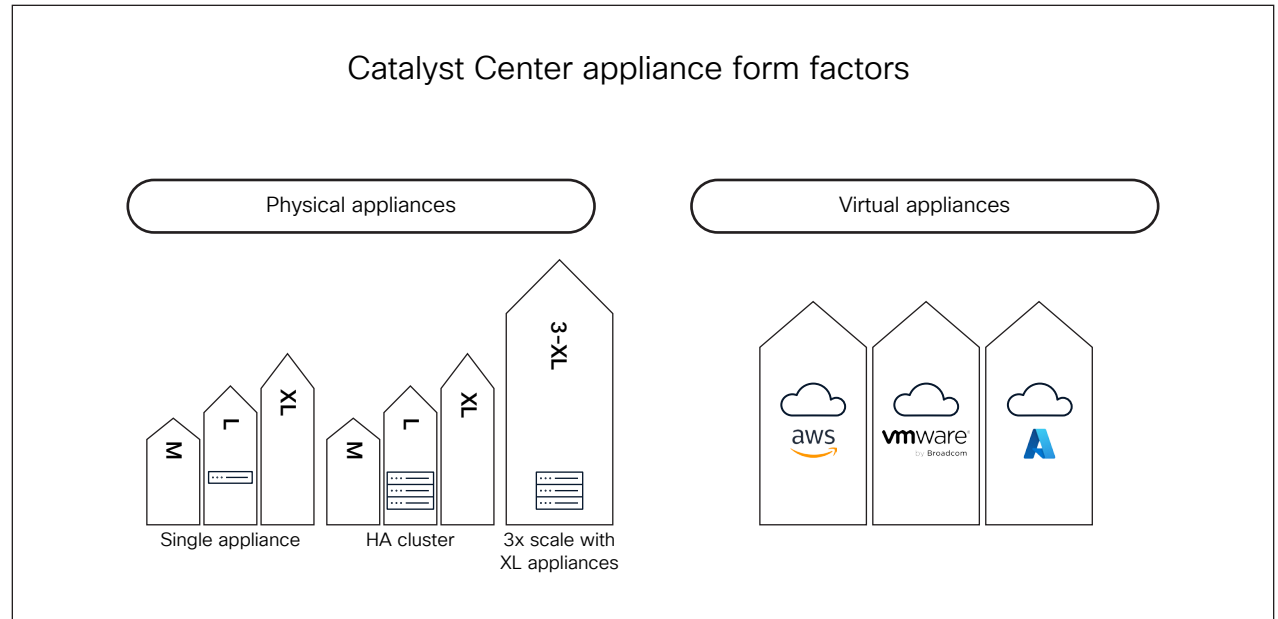 Catalyst Center appliance form factors
Physical appliances
Virtual appliances
M
L
XL
M
L
XL
3-XL
aws
vmware®
by Broadcom
Single appliance
HA cluster
3x scale with
XL appliances